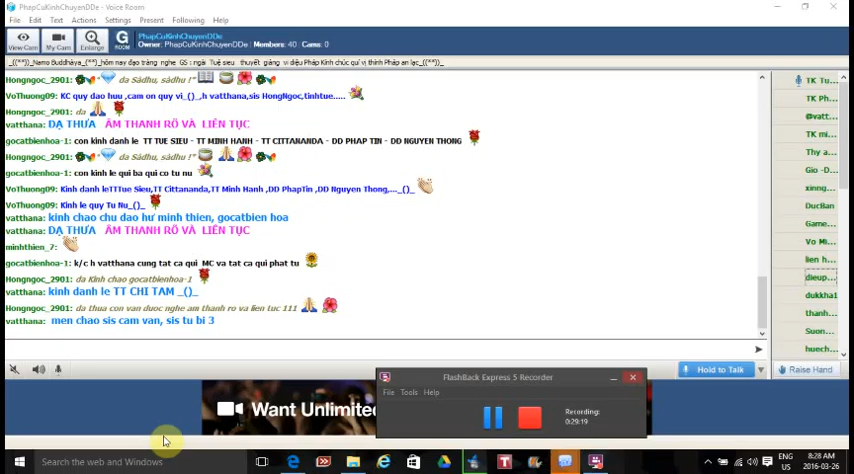 PhapCuKinhChuyenDDe - Voice Room
File Edit Text Actions Settings Present Following Help
View Cam My Cam Enlarge G ROOM
PhapCuKinhChuyenDDe
Owner: PhapCuKinhChuyenDDe Members: 40 Cams: 0
_((**)_Namo Buddhàya_(**)_hôm nay đạo tràng nghe GS : ngài Tuệ siêu thuyết giảng vi diệu Pháp Kính chúc quí vị thính Pháp an lạc_((**))_
Hongngoc_2901: da Sàdhu, sàdhu !"
VoThuong09: KC quy dao huu ,cam on quy vi_()_,h vatthana,sis HongNgoc,tinhtue.....
Hongngoc_2901: da
vatthana: DẠ THƯA ÂM THANH RÕ VÀ LIÊN TỤC
gocatbienhoa-1: con kinh danh le TT TUE SIEU - TT MINH HANH - TT CITTANANDA - DD PHAP TIN - DD NGUYEN THONG
Hongngoc_2901: da Sàdhu, sàdhu !"
gocatbienhoa-1: con kinh le qui ba qui co tu nu
VoThuong09: Kinh danh leTTTue Sieu,TT Cittananda,TT Minh Hanh ,DD PhapTin ,DD Nguyen Thong,..._()_
VoThuong09: Kinh le quy Tu Nu_()_
vatthana: kinh chao chu dao hư minh thien, gocatbien hoa
vatthana: DẠ THƯA ÂM THANH RÕ VÀ LIÊN TỤC
minhthien_7:
gocatbienhoa-1: k/c h vatthana cung tat ca qui MC va tat ca qui phat tu
Hongngoc_2901: da Kinh chao gocatbienhoa-1
vatthana: kinh danh le TT CHI TAM _()_
Hongngoc_2901: da thua con van duoc nghe am thanh ro va lien tuc 111
vatthana: men chao sis cam van, sis tu bi 3
TK Tu...
TK Ph...
@vatt...
TK mi...
Thy a...
Gio -D...
xinng...
DucBan
Game...
Vo Mi...
lien h...
dieup...
dukkha1
thanh...
Suon...
huech...
Hold to Talk
Raise Hand
Want Unlimited
FlashBack Express 5 Recorder
File Tools Help
Recording:
0:29:19
Search the web and Windows
ENG
US
8:28 AM
2016-03-26